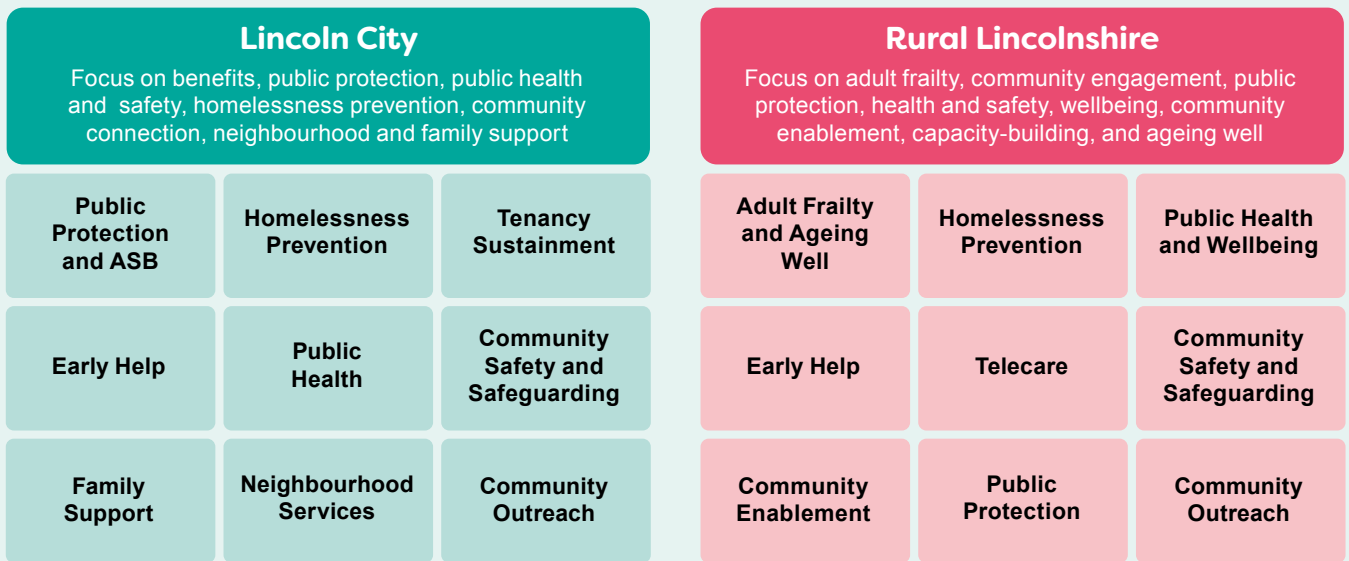 Lincoln City
Focus on benefits, public protection, public health
and safety, homelessness prevention, community
connection, neighbourhood and family support
Public
Protection
and ASB
Homelessness
Prevention
Tenancy
Sustainment
Early Help
Public
Health
Community
Safety and
Safeguarding
Family
Support
Neighbourhood
Services
Community
Outreach
Rural Lincolnshire
Focus on adult frailty, community engagement, public
protection, health and safety, wellbeing, community
enablement, capacity-building, and ageing well
Adult Frailty
and Ageing
Well
Homelessness
Prevention
Public Health
and Wellbeing
Early Help
Telecare
Community
Safety and
Safeguarding
Community
Enablement
Public
Protection
Community
Outreach